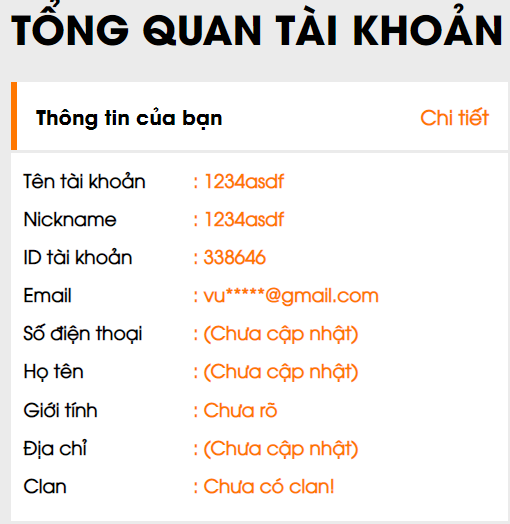 TỔNG QUAN TÀI KHOẢN
Thông tin của bạn Chi tiết
Tên tài khoản : 1234asdf
Nickname : 1234asdf
ID tài khoản : 338646
Email : vu*****@gmail.com
Số điện thoại : (Chưa cập nhật)
Họ tên : (Chưa cập nhật)
Giới tính : Chưa rõ
Địa chỉ : (Chưa cập nhật)
Clan : Chưa có clan!